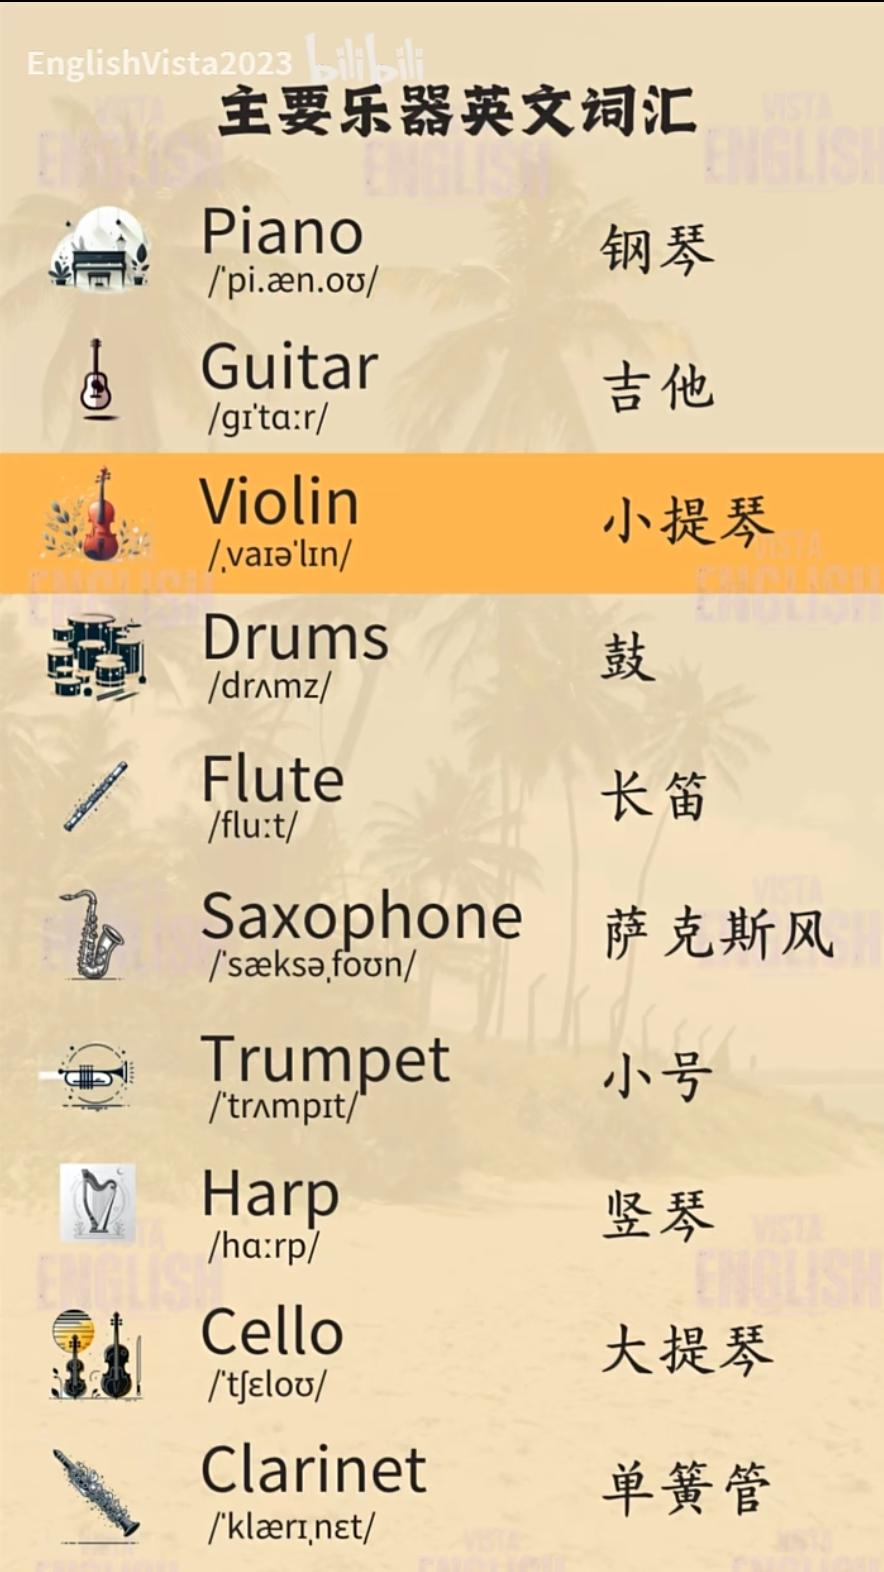 EnglishVista2023 bilibili
主要乐器英文词汇
Piano 钢琴
/ˈpi.æn.oʊ/
Guitar 吉他
/ɡɪˈtɑːr/
Violin 小提琴
/ˌvaɪəˈlɪn/
Drums 鼓
/drʌmz/
Flute 长笛
/fluːt/
Saxophone 萨克斯风
/ˈsæksəˌfoʊn/
Trumpet 小号
/ˈtrʌmpɪt/
Harp 竖琴
/hɑːrp/
Cello 大提琴
/ˈtʃɛloʊ/
Clarinet 单簧管
/ˈklærɪˌnɛt/
VISTA
ENGLISH